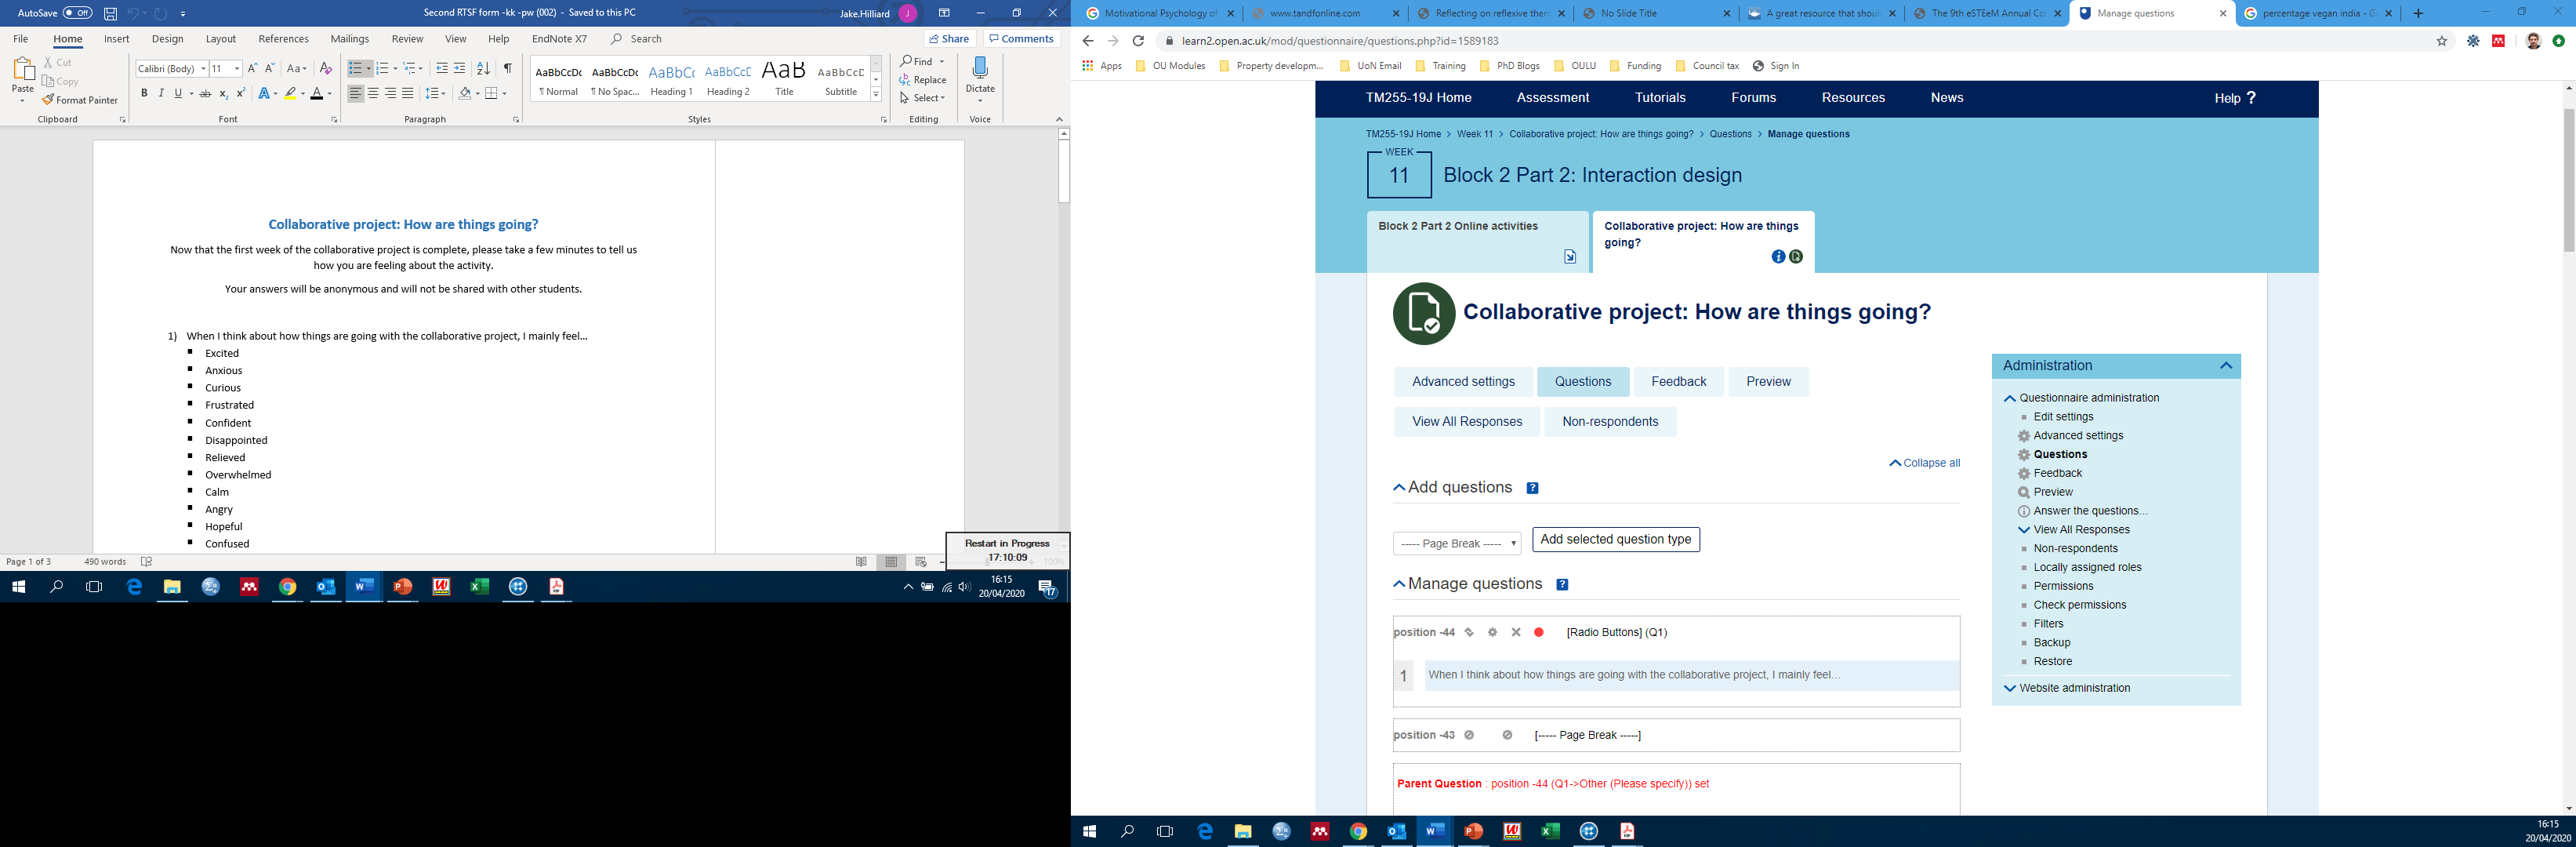 AutoSave Off
Second RTSF form -kk -pw (002) - Saved to this PC
Jake.Hilliard J
File Home Insert Design Layout References Mailings Review View Help EndNote X7 Search
Share Comments
Paste
Cut
Copy
Format Painter
Clipboard
Calibri (Body) 11
Font
Paragraph
AaBbCcDc AaBbCcDc AaBbCc AaBbCcD AaB AaBbCcD
¶ Normal ¶ No Spac... Heading 1 Heading 2 Title Subtitle
Styles
Find
Replace
Select
Editing
Dictate
Voice
Collaborative project: How are things going?
Now that the first week of the collaborative project is complete, please take a few minutes to tell us
how you are feeling about the activity.
Your answers will be anonymous and will not be shared with other students.
1) When I think about how things are going with the collaborative project, I mainly feel...
Excited
Anxious
Curious
Frustrated
Confident
Disappointed
Relieved
Overwhelmed
Calm
Angry
Hopeful
Confused
Restart in Progress
17:10:09
Page 1 of 3 490 words
100%
16:15
20/04/2020
17
Motivational Psychology of
www.tandfonline.com
Reflecting on reflexive them
No Slide Title
A great resource that shoul
The 9th eSTEeM Annual Co
Manage questions
percentage vegan india - G
learn2.open.ac.uk/mod/questionnaire/questions.php?id=1589183
Apps OU Modules Property developm... UoN Email Training PhD Blogs OULU Funding Council tax Sign In
TM255-19J Home Assessment Tutorials Forums Resources News Help ?
TM255-19J Home > Week 11 > Collaborative project: How are things going? > Questions > Manage questions
WEEK
11
Block 2 Part 2: Interaction design
Block 2 Part 2 Online activities
Collaborative project: How are things
going?
Collaborative project: How are things going?
Advanced settings Questions Feedback Preview
View All Responses Non-respondents
Collapse all
Add questions ?
----- Page Break -----
Add selected question type
Manage questions ?
position -44 [Radio Buttons] (Q1)
1 When I think about how things are going with the collaborative project, I mainly feel...
position -43 [----- Page Break -----]
Parent Question : position -44 (Q1->Other (Please specify)) set
Administration
Questionnaire administration
Edit settings
Advanced settings
Questions
Feedback
Preview
Answer the questions...
View All Responses
Non-respondents
Locally assigned roles
Permissions
Check permissions
Filters
Backup
Restore
Website administration
16:15
20/04/2020